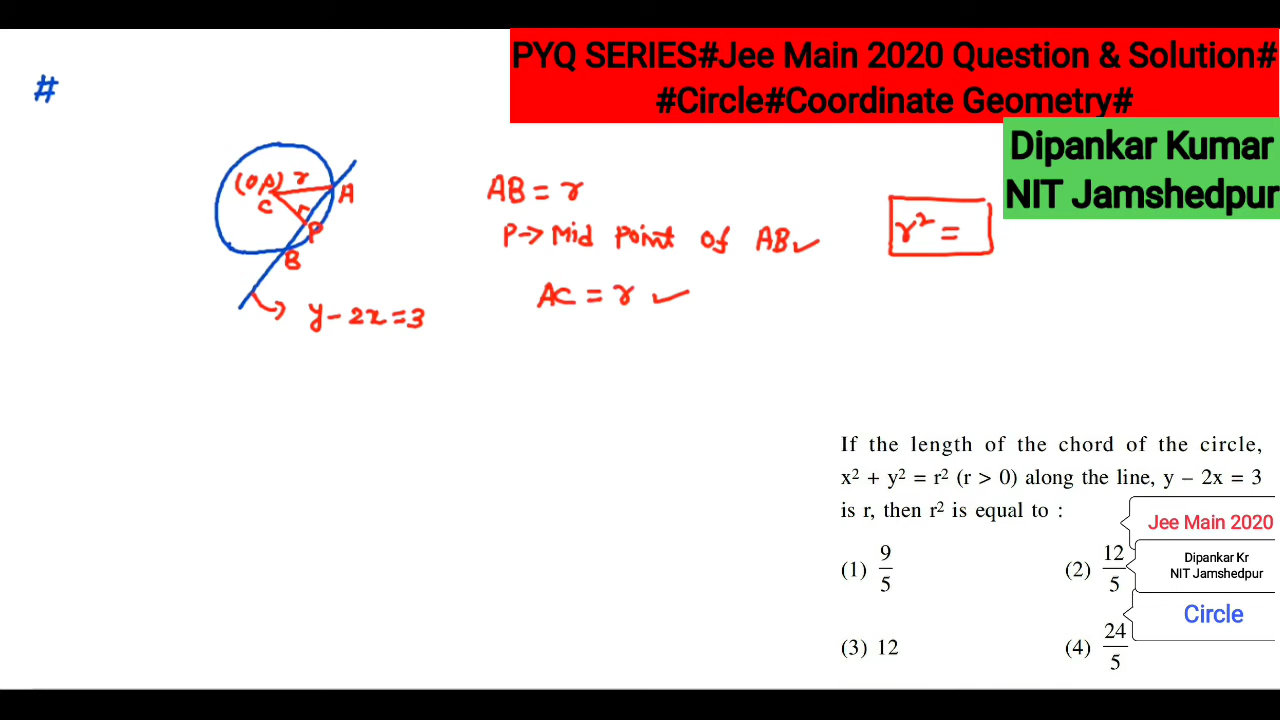 PYQ SERIES#Jee Main 2020 Question & Solution#
#Circle#Coordinate Geometry#
Dipankar Kumar
NIT Jamshedpur
#
(0,0) r
C
A
P
B
y - 2x = 3
AB = r
P → Mid Point of AB ✓
AC = r ✓
r² =
If the length of the chord of the circle,
x² + y² = r² (r > 0) along the line, y – 2x = 3
is r, then r² is equal to :
(1) 9/5
(2) 12/5
(3) 12
(4) 24/5
Jee Main 2020
Dipankar Kr
NIT Jamshedpur
Circle